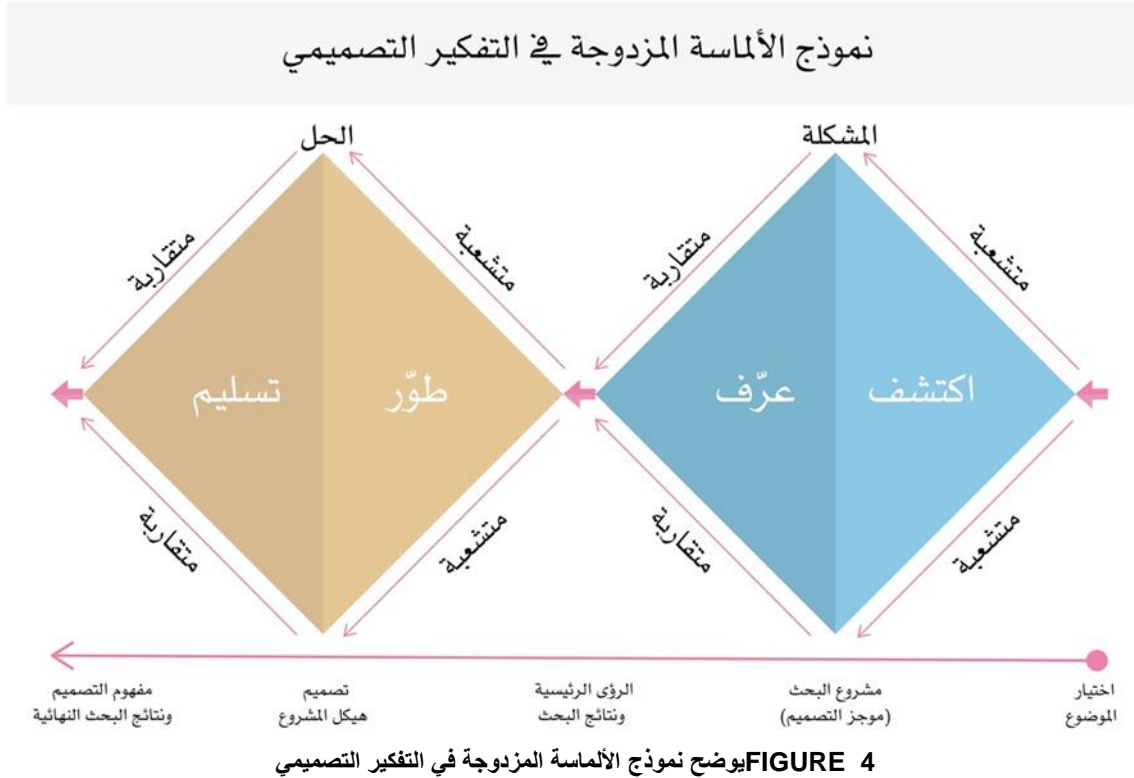 نموذج الألماسة المزدوجة في التفكير التصميمي
المشكلة
الحل
متشعبة
متقاربة
متشعبة
متقاربة
اكتشف
عرّف
طوّر
تسليم
متشعبة
متقاربة
متشعبة
متقاربة
اختيار
الموضوع
مشروع البحث
(موجز التصميم)
الرؤى الرئيسية
ونتائج البحث
تصميم
هيكل المشروع
مفهوم التصميم
ونتائج البحث النهائية
FIGURE 4يوضح نموذج الألماسة المزدوجة في التفكير التصميمي